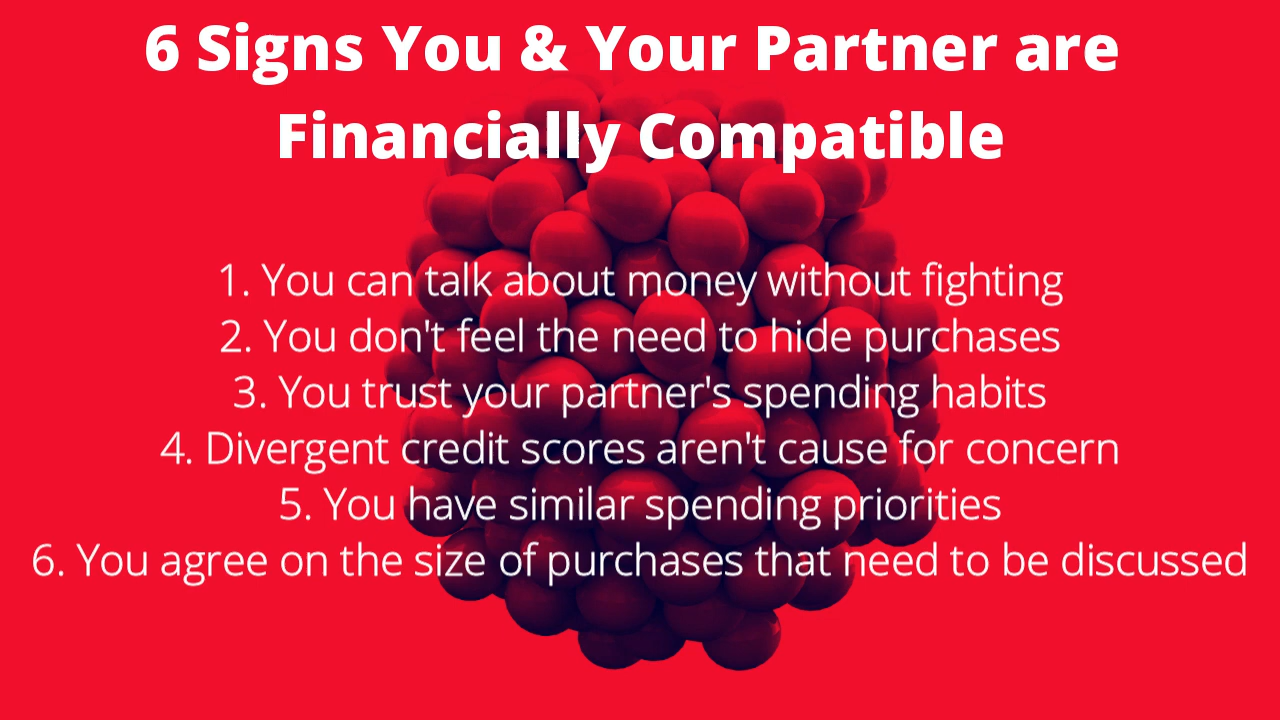 6 Signs You & Your Partner are
Financially Compatible
1. You can talk about money without fighting
2. You don't feel the need to hide purchases
3. You trust your partner's spending habits
4. Divergent credit scores aren't cause for concern
5. You have similar spending priorities
6. You agree on the size of purchases that need to be discussed